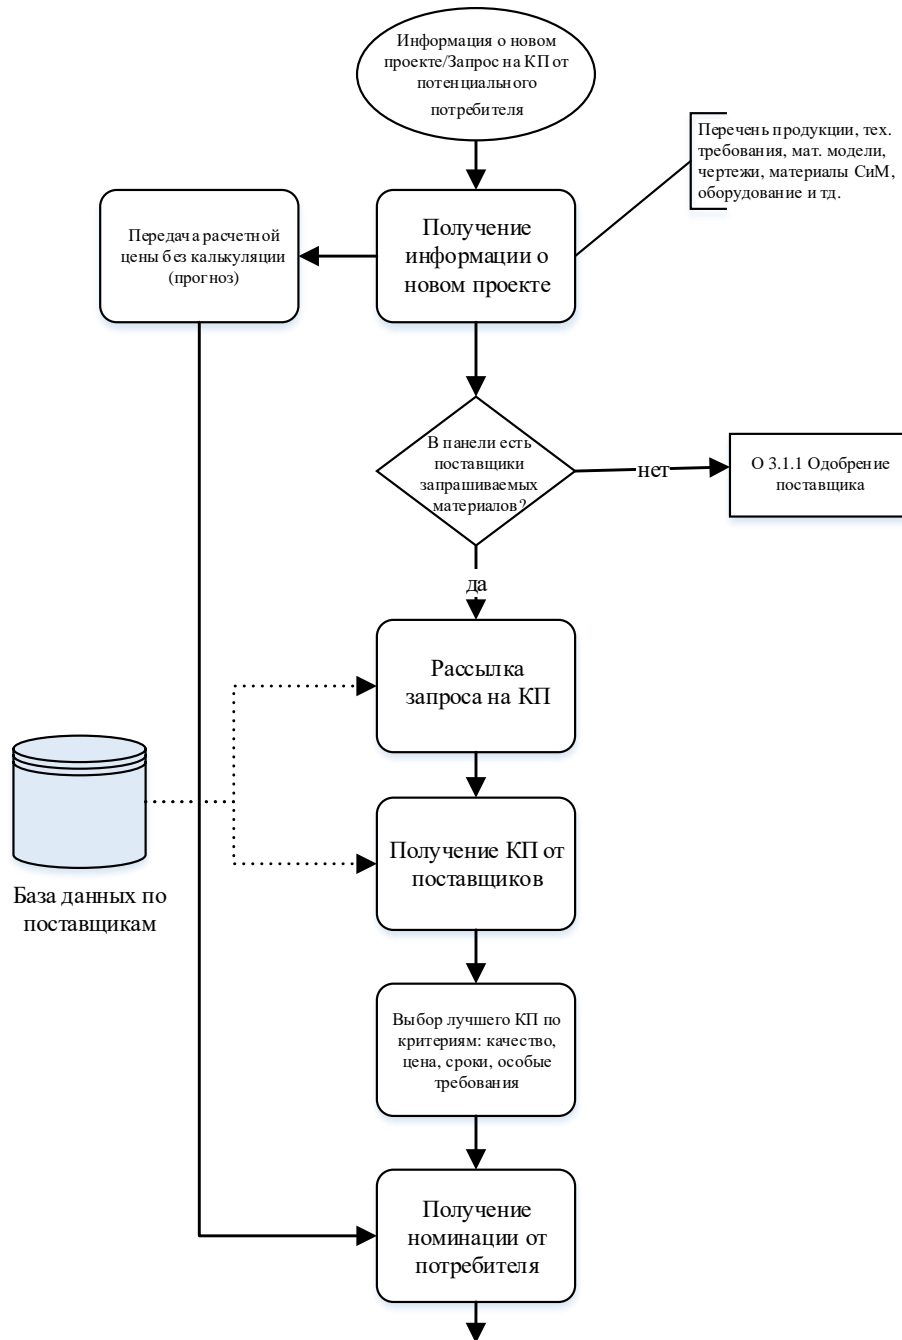 Информация о новом
проекте/Запрос на КП от
потенциального
потребителя
Перечень продукции, тех.
требования, мат. модели,
чертежи, материалы СиМ,
оборудование и тд.
Передача расчетной
цены без калькуляции
(прогноз)
Получение
информации о
новом проекте
В панели есть
поставщики
запрашиваемых
материалов?
нет
О 3.1.1 Одобрение
поставщика
да
Рассылка
запроса на КП
Получение КП от
поставщиков
База данных по
поставщикам
Выбор лучшего КП по
критериям: качество,
цена, сроки, особые
требования
Получение
номинации от
потребителя